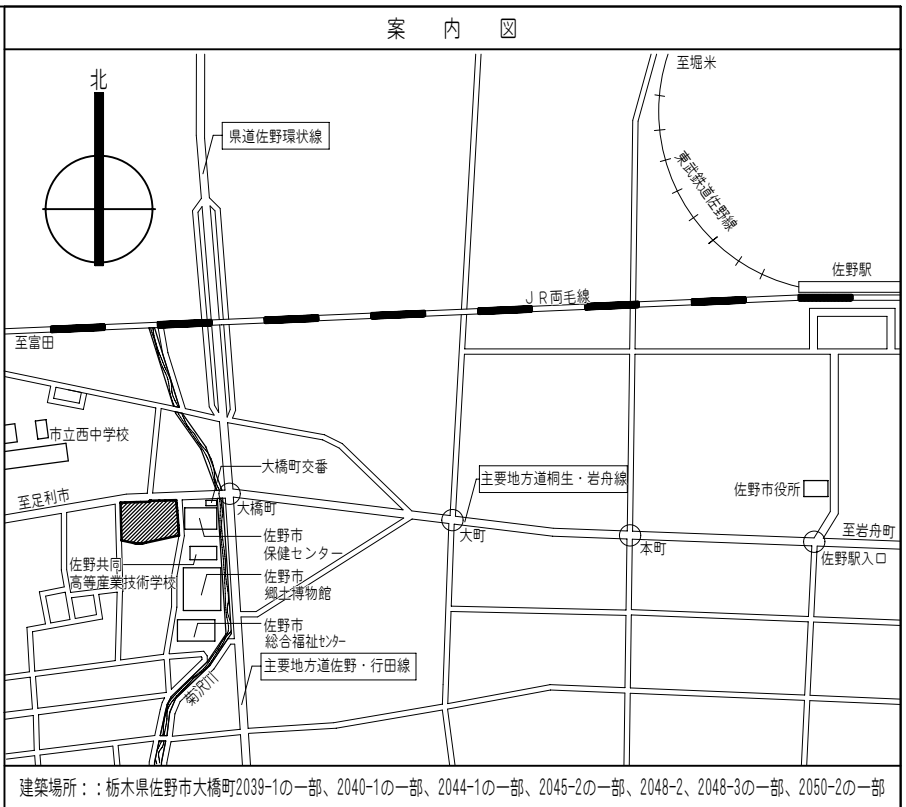 案内図
北
至堀米
県道佐野環状線
東武鉄道佐野線
佐野駅
JR両毛線
至富田
市立西中学校
大橋町交番
主要地方道桐生・岩舟線
佐野市役所
至足利市
大橋町
大町
本町
至岩舟町
佐野駅入口
佐野市
保健センター
佐野共同
高等産業技術学校
佐野市
郷土博物館
佐野市
総合福祉センター
主要地方道佐野・行田線
菊沢川
建築場所：：栃木県佐野市大橋町2039-1の一部、2040-1の一部、2044-1の一部、2045-2の一部、2048-2、2048-3の一部、2050-2の一部